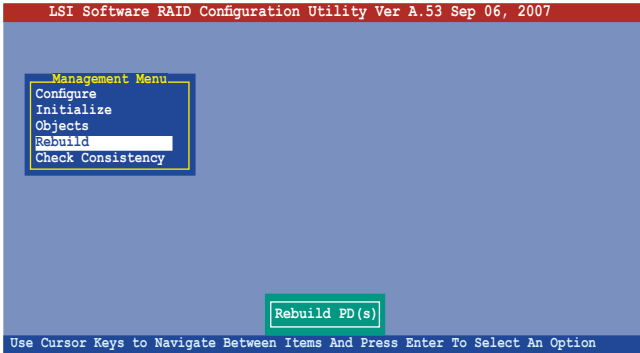 LSI Software RAID Configuration Utility Ver A.53 Sep 06, 2007
Management Menu
Configure
Initialize
Objects
Rebuild
Check Consistency
Rebuild PD(s)
Use Cursor Keys to Navigate Between Items And Press Enter To Select An Option